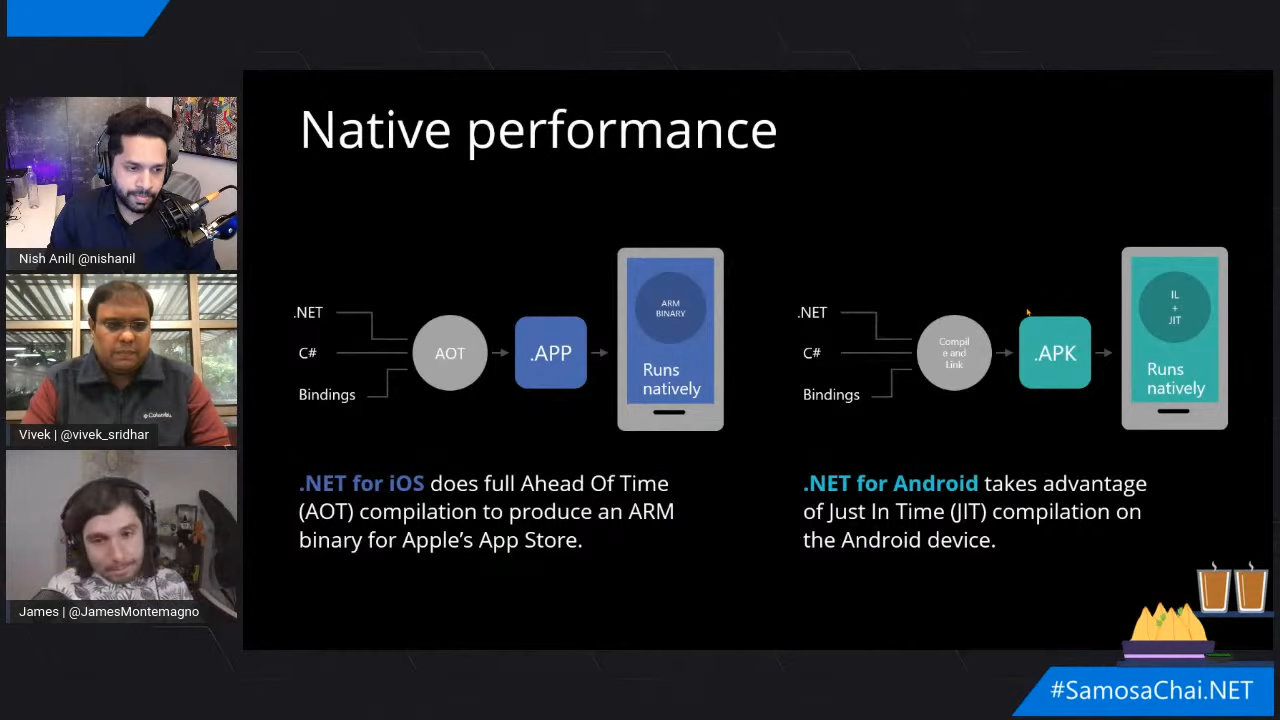 Native performance
Nish Anil| @nishanil
Vivek | @vivek_sridhar
Columbia
James | @JamesMontemagno
.NET
C#
Bindings
AOT
.APP
ARM
BINARY
Runs
natively
.NET for iOS does full Ahead Of Time
(AOT) compilation to produce an ARM
binary for Apple's App Store.
.NET
C#
Bindings
Compil
e and
Link
.APK
IL
+
JIT
Runs
natively
.NET for Android takes advantage
of Just In Time (JIT) compilation on
the Android device.
#SamosaChai.NET